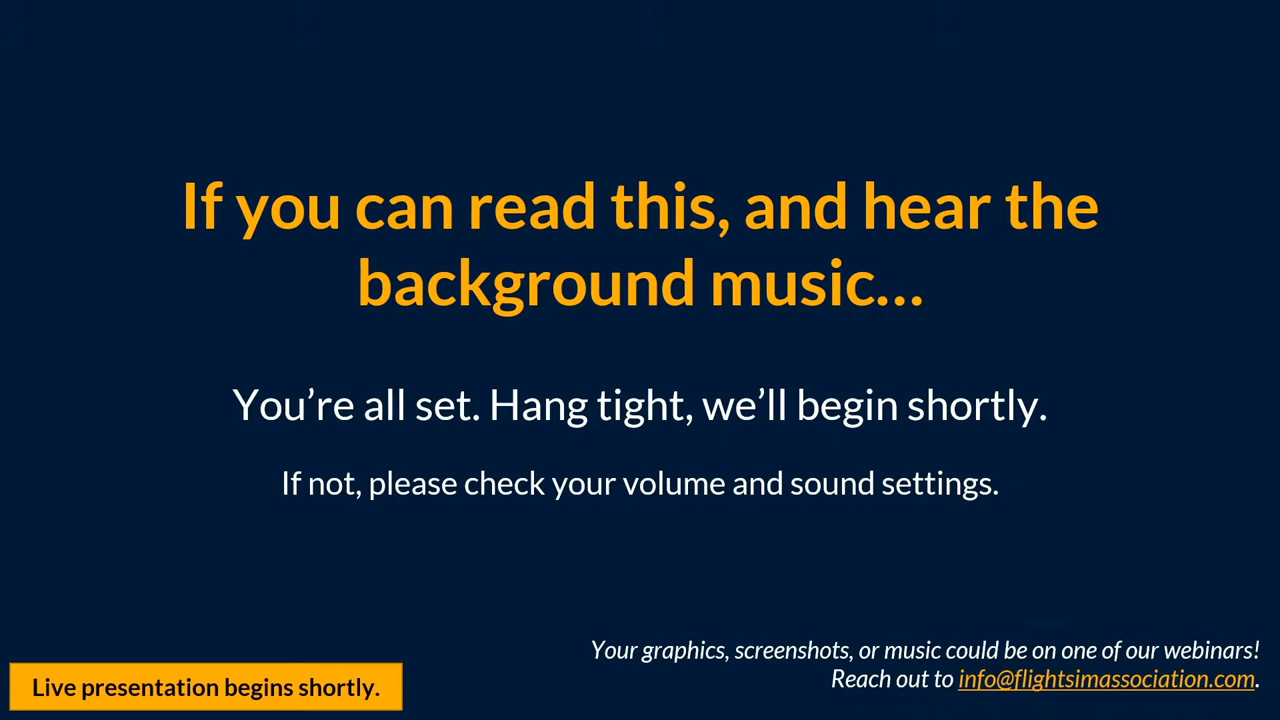 If you can read this, and hear the
background music...
You’re all set. Hang tight, we’ll begin shortly.
If not, please check your volume and sound settings.
Your graphics, screenshots, or music could be on one of our webinars!
Reach out to info@flightsimassociation.com.
Live presentation begins shortly.